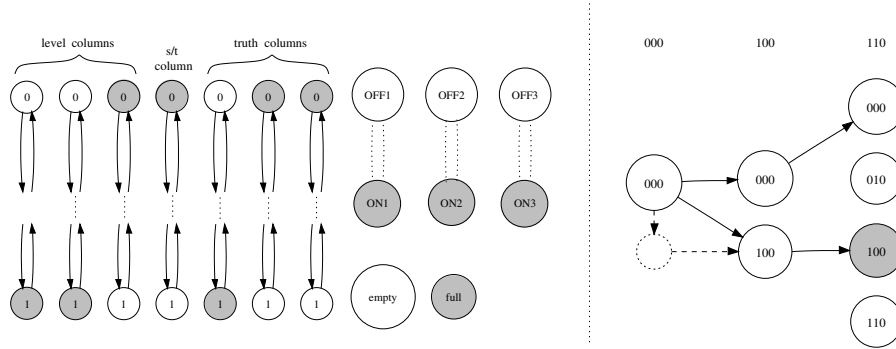 level columns
s/t
column
truth columns
0 0 0 0 0 0 0
OFF1 OFF2 OFF3
ON1 ON2 ON3
1 1 1 1 1 1 1
empty full
000 100 110
000
000 000 010
100 100
110